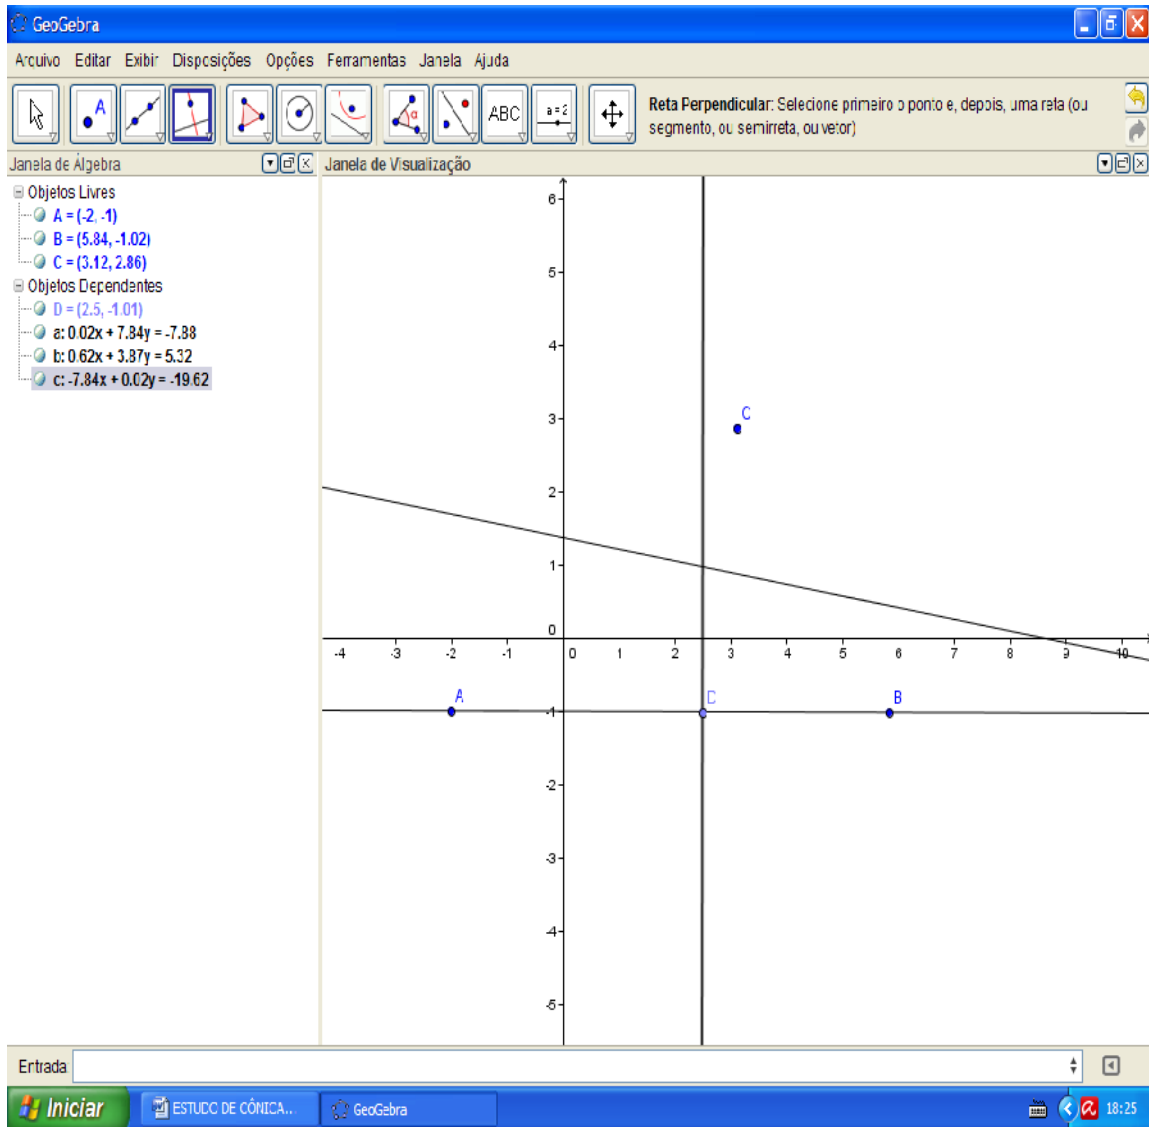 GeoGebra
Arquivo Editar Exibir Disposições Opções Ferramentas Janela Ajuda
A
ABC
a=2
Reta Perpendicular: Selecione primeiro o ponto e, depois, uma reta (ou
segmento, ou semirreta, ou vetor)
Janela de Álgebra
Janela de Visualização
Objetos Livres
A = (-2, -1)
B = (5.84, -1.02)
C = (3.12, 2.86)
Objetos Dependentes
D = (2.5, -1.01)
a: 0.02x + 7.84y = -7.88
b: 0.62x + 3.87y = 5.32
c: -7.84x + 0.02y = -19.62
6
5
4
3
C
2
1
0
-4 -3 -2 -1 0 1 2 3 4 5 6 7 8 9 10
A D B
-1
-2
-3
-4
-5
Entrada
Iniciar
ESTUDO DE CÔNICA...
GeoGebra
18:25